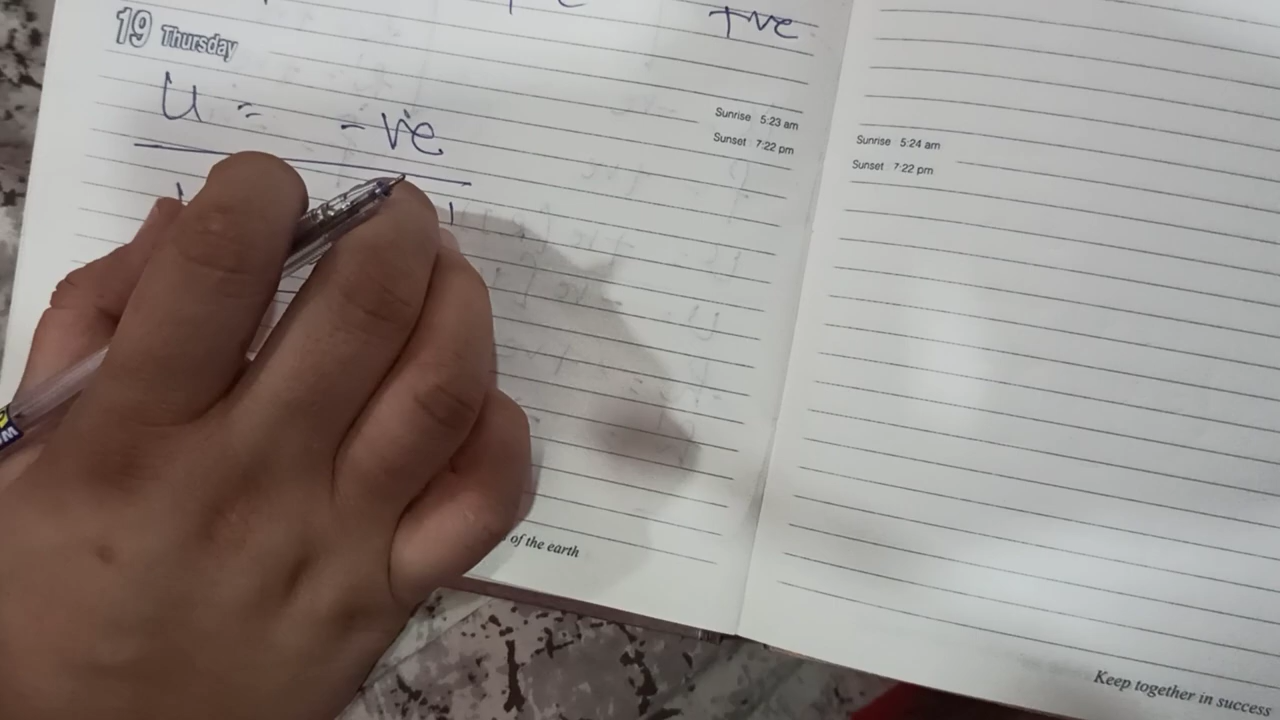 +ve
19 Thursday
Sunrise 5:23 am
Sunset 7:22 pm
U = -ve
of the earth
Sunrise 5:24 am
Sunset 7:22 pm
Keep together in success